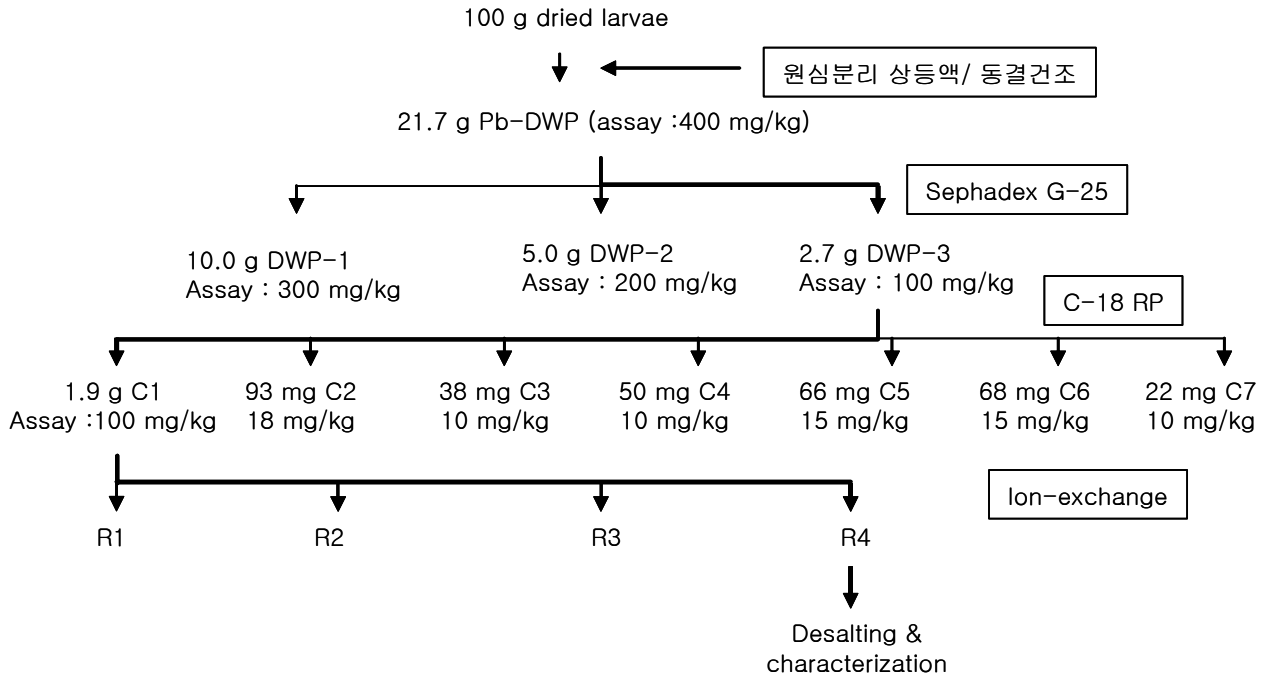 100 g dried larvae
원심분리 상등액/ 동결건조
21.7 g Pb-DWP (assay :400 mg/kg)
Sephadex G-25
10.0 g DWP-1
Assay : 300 mg/kg
5.0 g DWP-2
Assay : 200 mg/kg
2.7 g DWP-3
Assay : 100 mg/kg
C-18 RP
1.9 g C1
Assay :100 mg/kg
93 mg C2
18 mg/kg
38 mg C3
10 mg/kg
50 mg C4
10 mg/kg
66 mg C5
15 mg/kg
68 mg C6
15 mg/kg
22 mg C7
10 mg/kg
Ion-exchange
R1
R2
R3
R4
Desalting &
characterization